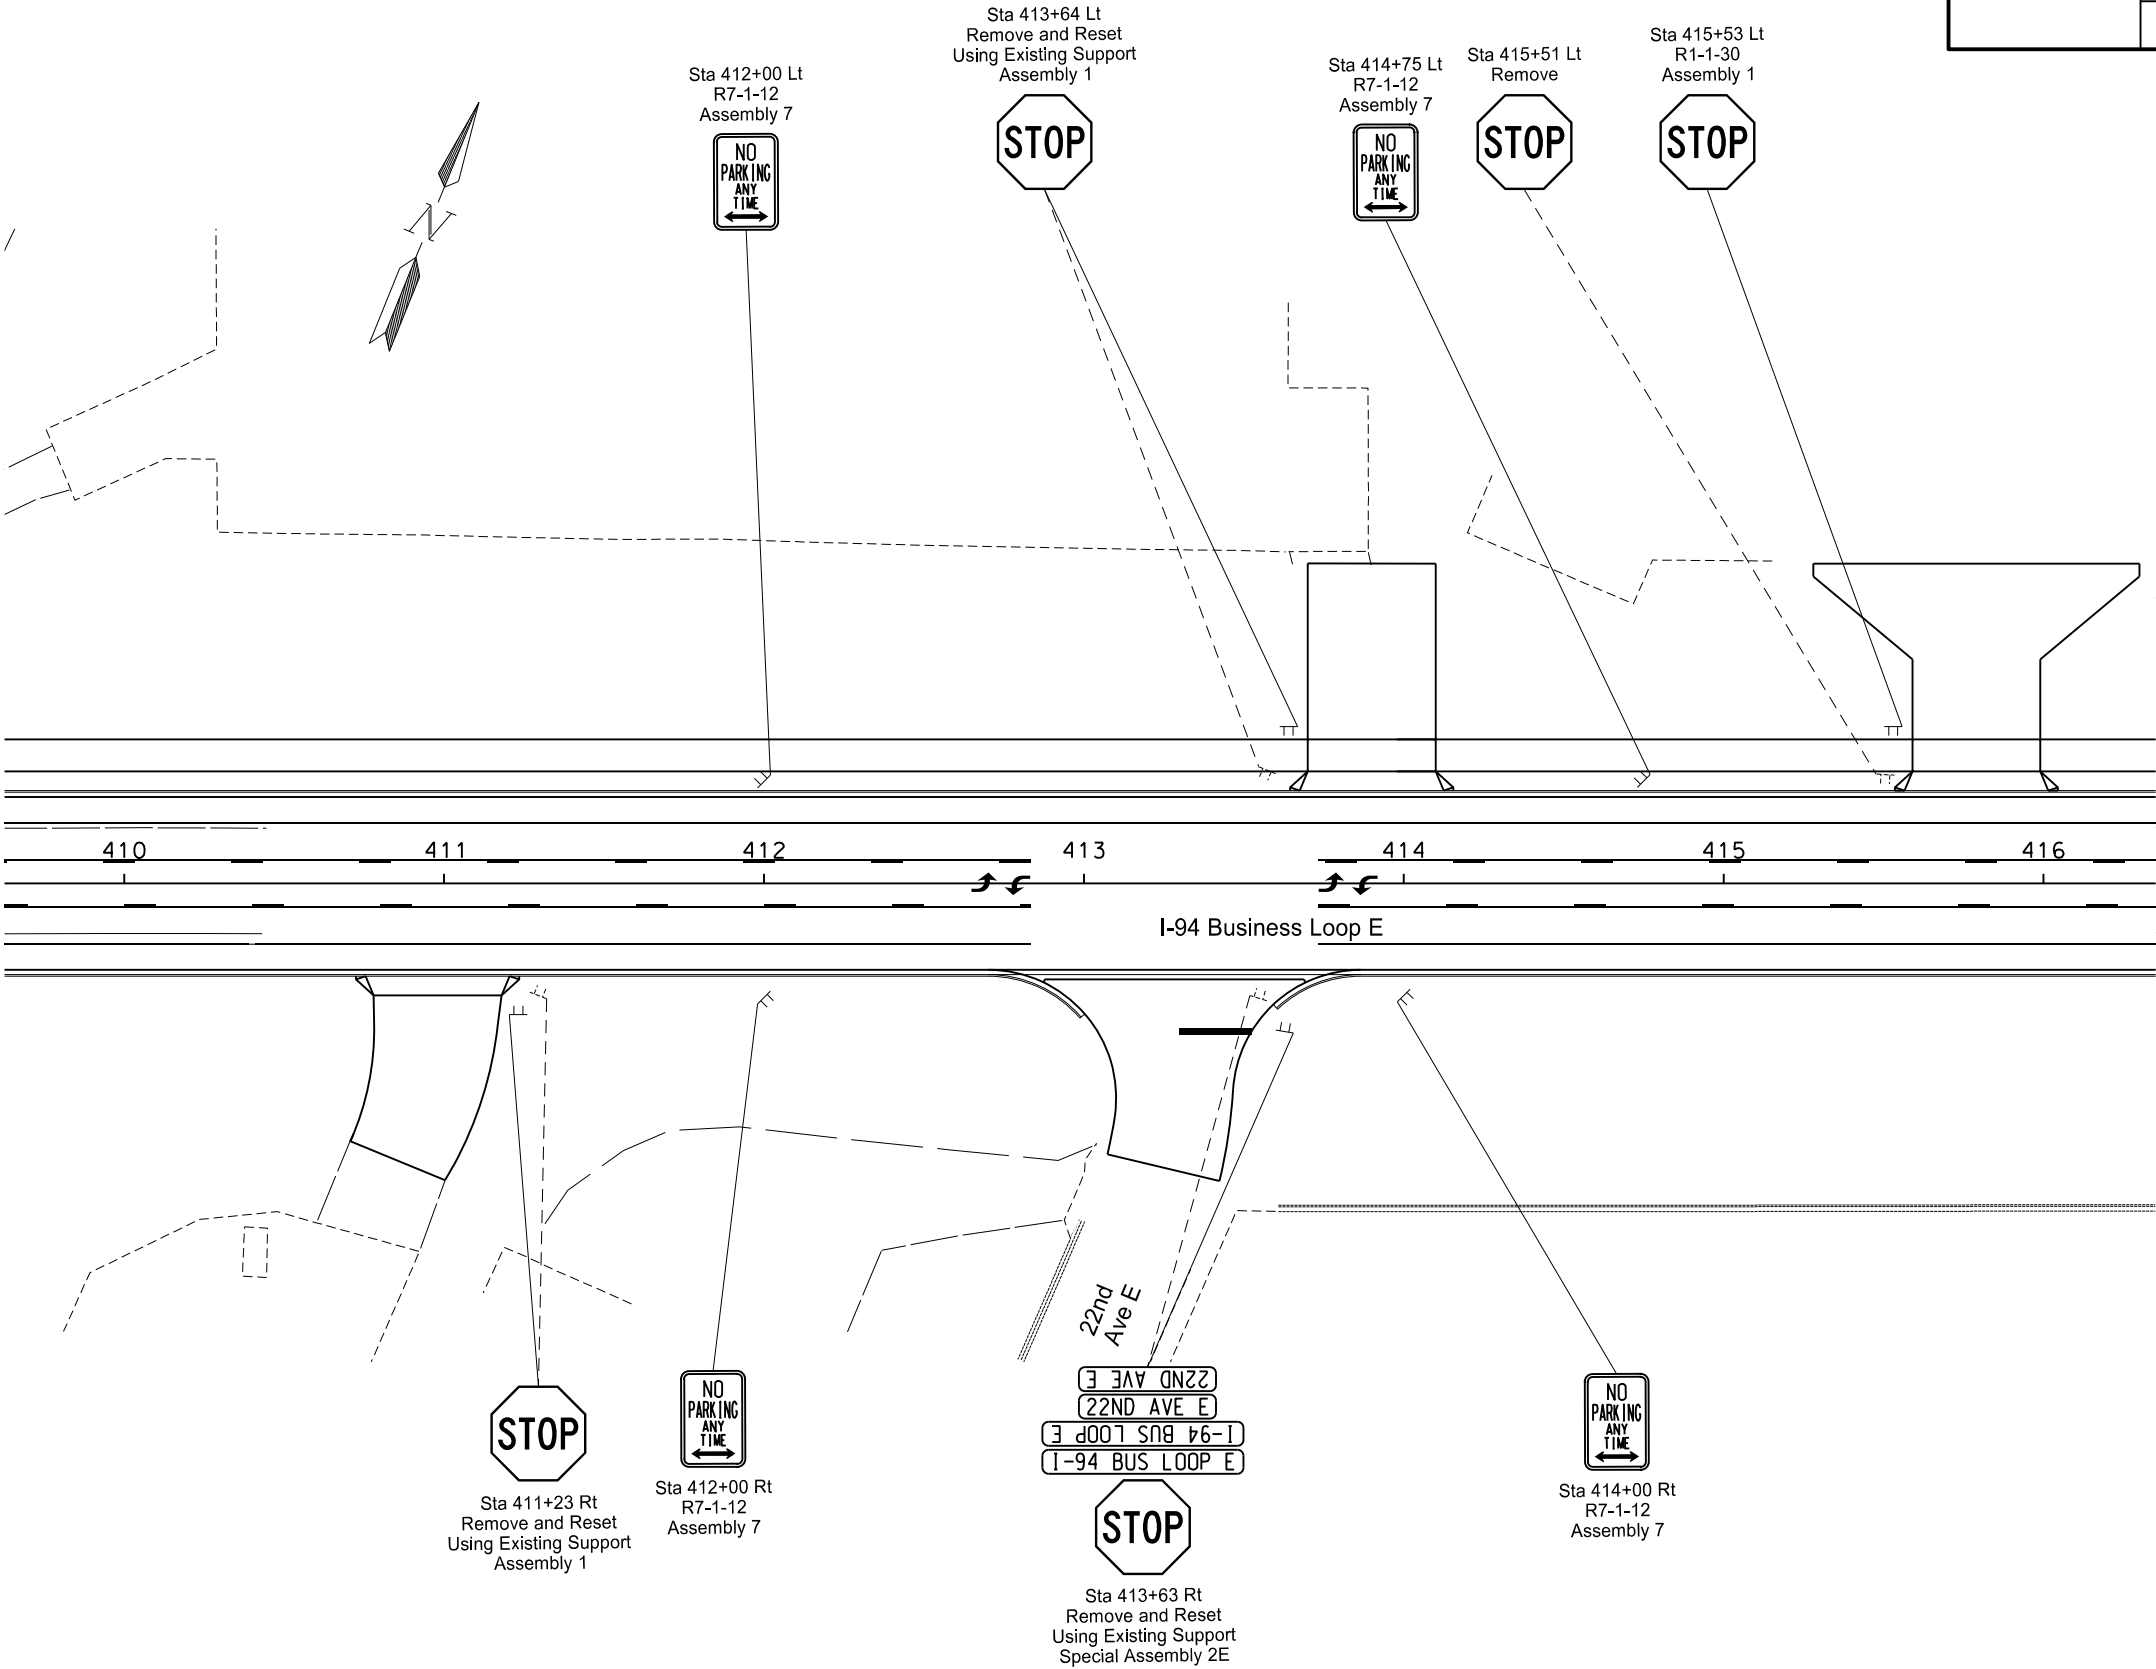 Sta 413+64 Lt
Remove and Reset
Using Existing Support
Assembly 1
STOP
Sta 412+00 Lt
R7-1-12
Assembly 7
NO
PARKING
ANY
TIME
Sta 414+75 Lt
R7-1-12
Assembly 7
NO
PARKING
ANY
TIME
Sta 415+51 Lt
Remove
STOP
Sta 415+53 Lt
R1-1-30
Assembly 1
STOP
N
410 411 412 413 414 415 416
I-94 Business Loop E
22nd
Ave E
STOP
Sta 411+23 Rt
Remove and Reset
Using Existing Support
Assembly 1
NO
PARKING
ANY
TIME
Sta 412+00 Rt
R7-1-12
Assembly 7
22ND AVE E
22ND AVE E
I-94 BUS LOOP E
I-94 BUS LOOP E
STOP
Sta 413+63 Rt
Remove and Reset
Using Existing Support
Special Assembly 2E
NO
PARKING
ANY
TIME
Sta 414+00 Rt
R7-1-12
Assembly 7